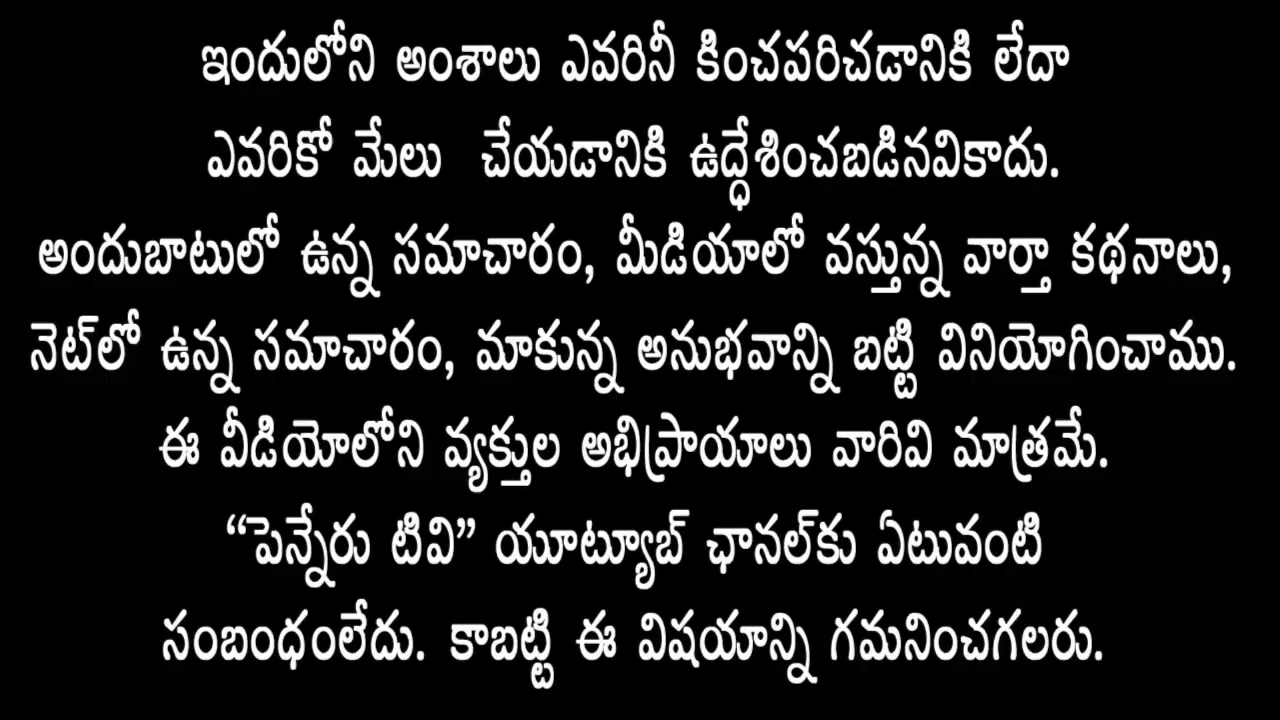 ఇందులోని అంశాలు ఎవరినీ కించపరిచడానికి లేదా
ఎవరికో మేలు చేయడానికి ఉద్ధేశించబడినవికాదు.
అందుబాటులో ఉన్న సమాచారం, మీడియాలో వస్తున్న వార్తా కథనాలు,
నెట్‌లో ఉన్న సమాచారం, మాకున్న అనుభవాన్ని బట్టి వినియోగించాము.
ఈ వీడియోలోని వ్యక్తుల అభిప్రాయాలు వారివి మాత్రమే.
“పెన్నేరు టివి” యూట్యూబ్ ఛానల్‌కు ఏటువంటి
సంబంధంలేదు. కాబట్టి ఈ విషయాన్ని గమనించగలరు.